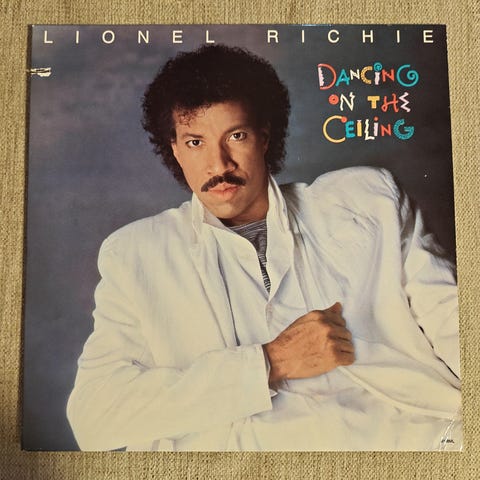 LIONEL RICHIE
DANCING
ON THE
CEILING